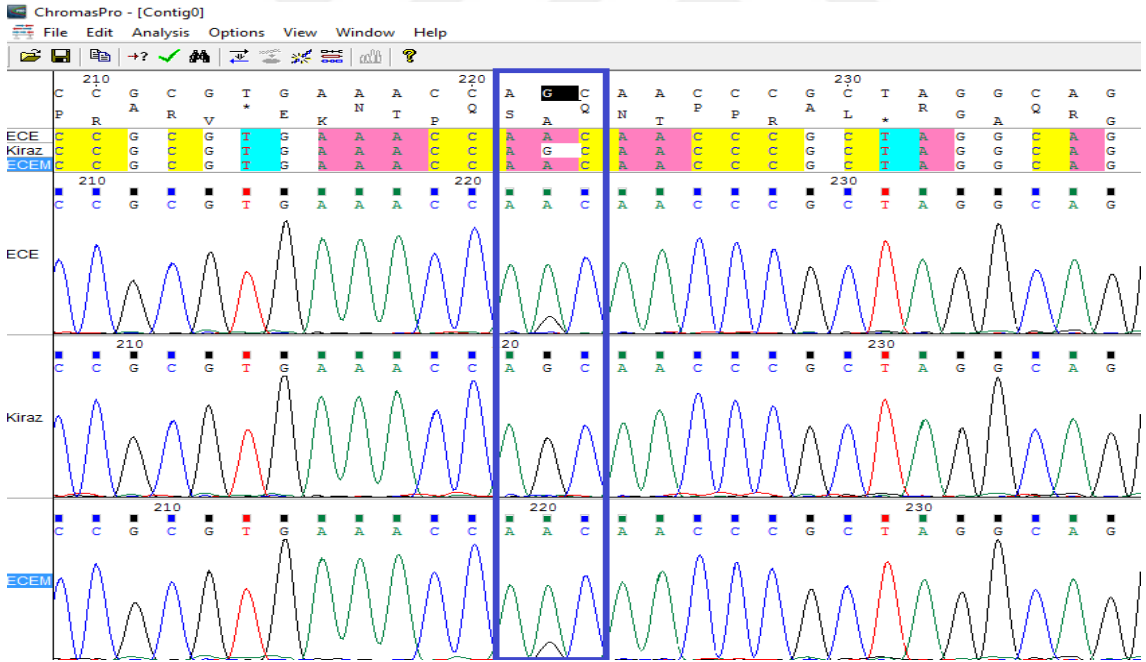 ChromasPro - [Contig0]
File Edit Analysis Options View Window Help
210 220 230
C C G C G T G A A A C C A G C A A C C C G C T A G G C A G
P R A R V * E K N T P Q S A Q N T P P R A L * R G A Q R G
ECE C C G C G T G A A A C C A A C A A C C C G C T A G G C A G
Kiraz C C G C G T G A A A C C A G C A A C C C G C T A G G C A G
ECEM C C G C G T G A A A C C A A C A A C C C G C T A G G C A G
210 220 230
C C G C G T G A A A C C A A C A A C C C G C T A G G C A G
ECE
210 20 230
C C G C G T G A A A C C A G C A A C C C G C T A G G C A G
Kiraz
210 220 230
C C G C G T G A A A C C A A C A A C C C G C T A G G C A G
ECEM